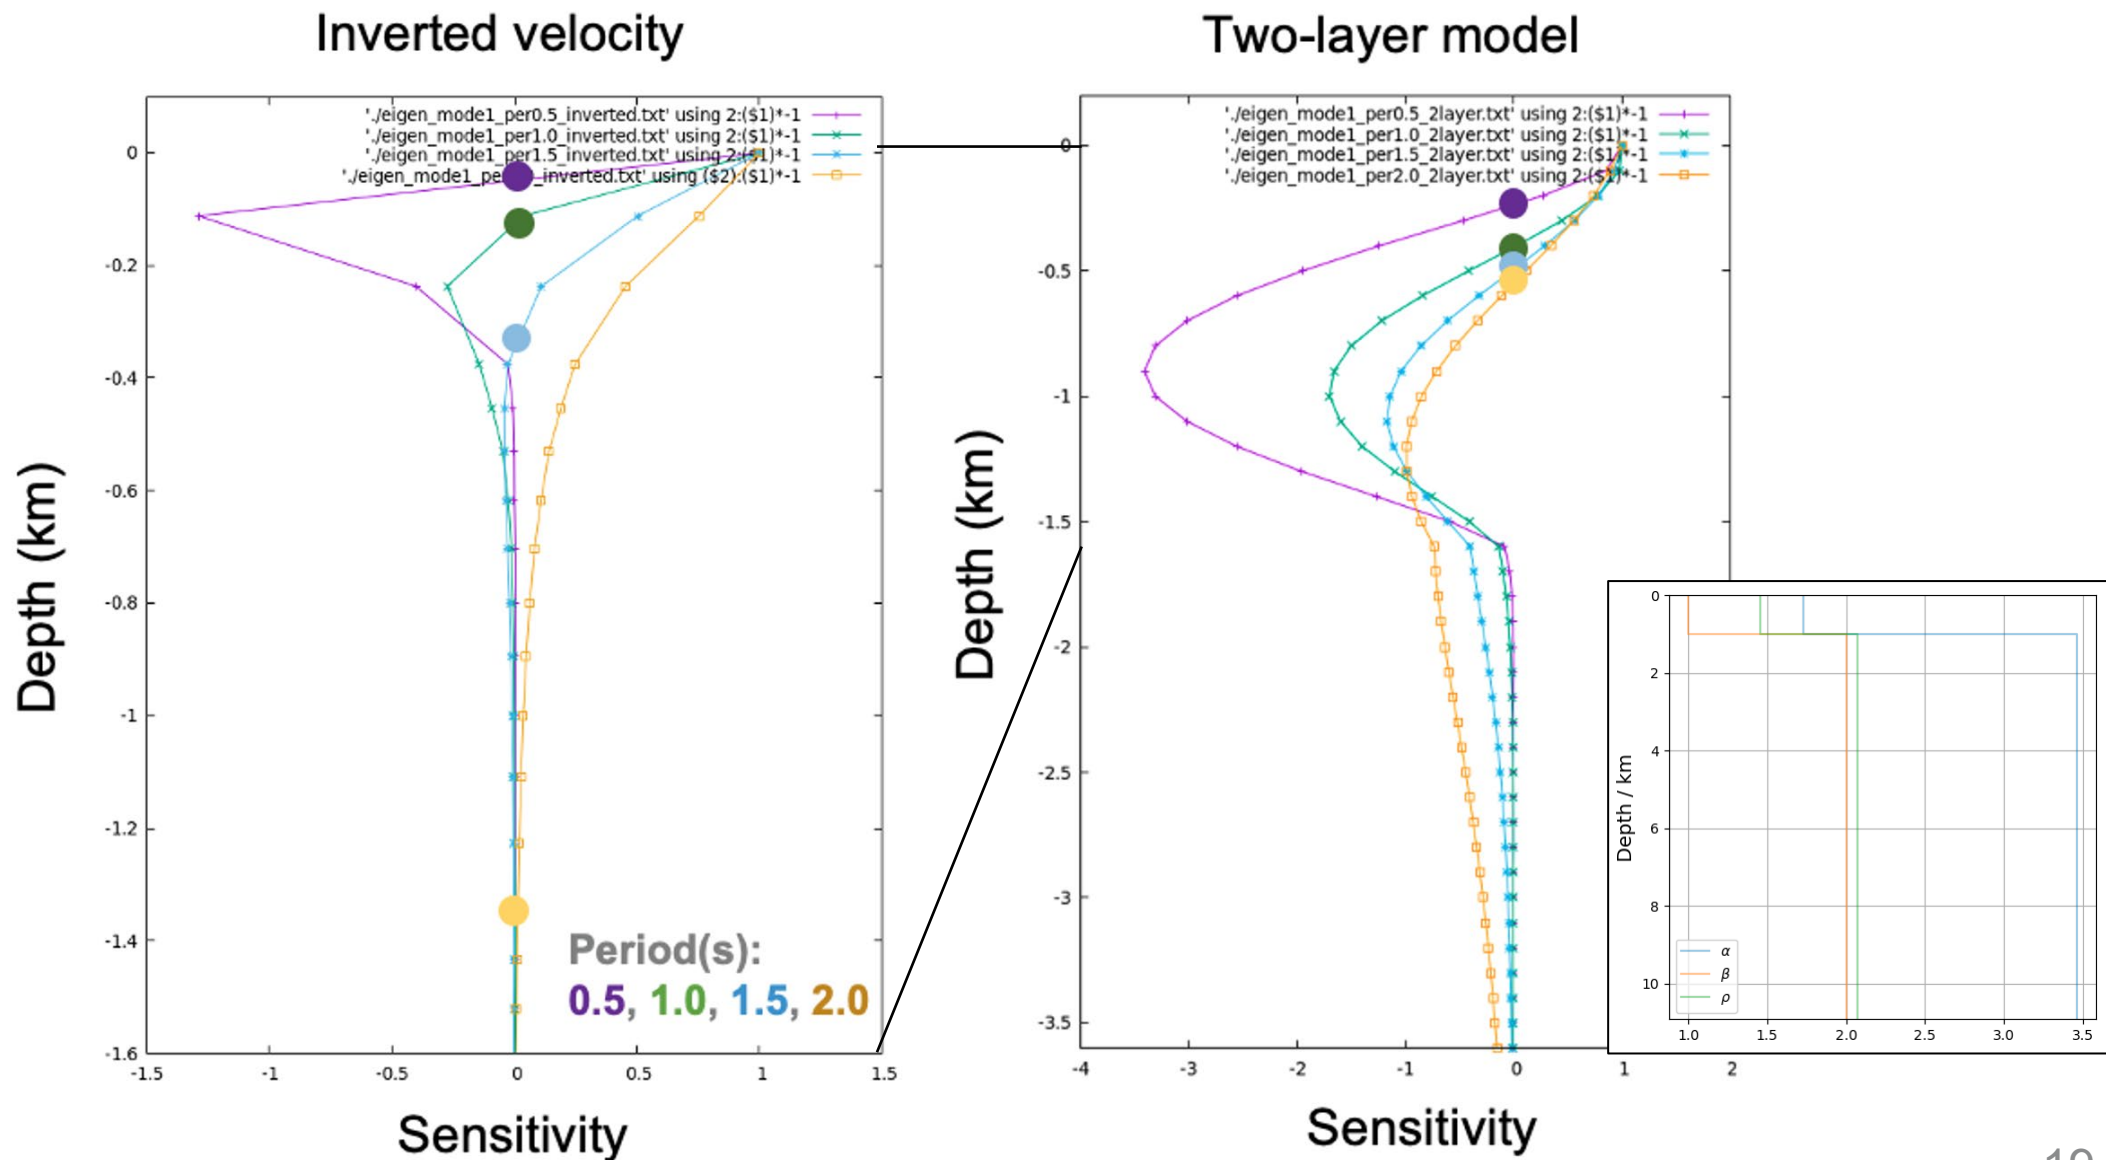 Inverted velocity
'./eigen_mode1_per0.5_inverted.txt' using 2:($1)*-1
'./eigen_mode1_per1.0_inverted.txt' using 2:($1)*-1
'./eigen_mode1_per1.5_inverted.txt' using 2:($1)*-1
_inverted.txt' using ($2):($1)*-1
0
-0.2
-0.4
-0.6
-0.8
-1
-1.2
-1.4
-1.6
-1.5
-1
-0.5
0
0.5
1
1.5
Depth (km)
Sensitivity
Period(s):
0.5, 1.0, 1.5, 2.0
Two-layer model
'./eigen_mode1_per0.5_2layer.txt' using 2:($1)*-1
'./eigen_mode1_per1.0_2layer.txt' using 2:($1)*-1
'./eigen_mode1_per1.5_2layer.txt' using 2:($1)*-1
'./eigen_mode1_per2.0_2layer.txt' using 2:($1)*-1
0
-0.5
-1
-1.5
-2
-2.5
-3
-3.5
-4
-3
-2
-1
0
1
2
Depth (km)
Sensitivity
0
2
4
6
8
10
Depth / km
α
β
ρ
1.0
1.5
2.0
2.5
3.0
3.5